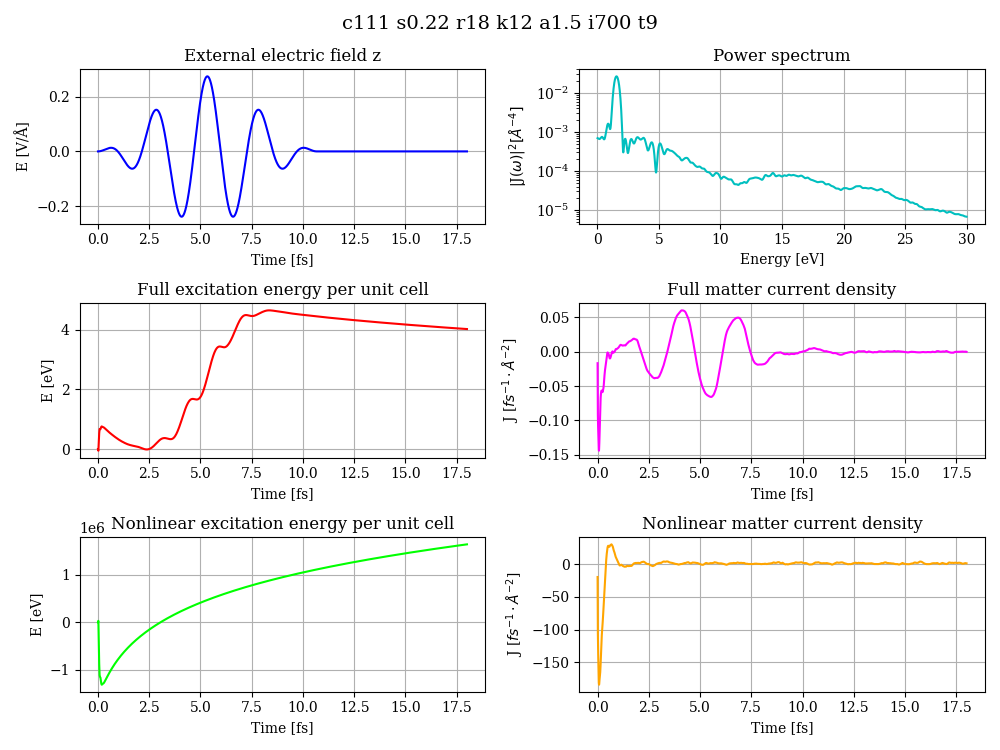 c111 s0.22 r18 k12 a1.5 i700 t9
External electric field z
E [V/Å]
0.2
0.0
−0.2
0.0 2.5 5.0 7.5 10.0 12.5 15.0 17.5
Time [fs]
Power spectrum
|J(ω)|²[Å⁻⁴]
10⁻²
10⁻³
10⁻⁴
10⁻⁵
0 5 10 15 20 25 30
Energy [eV]
Full excitation energy per unit cell
E [eV]
4
2
0
0.0 2.5 5.0 7.5 10.0 12.5 15.0 17.5
Time [fs]
Full matter current density
J [fs⁻¹ · Å⁻²]
0.05
0.00
−0.05
−0.10
−0.15
0.0 2.5 5.0 7.5 10.0 12.5 15.0 17.5
Time [fs]
1e6
Nonlinear excitation energy per unit cell
E [eV]
1
0
−1
0.0 2.5 5.0 7.5 10.0 12.5 15.0 17.5
Time [fs]
Nonlinear matter current density
J [fs⁻¹ · Å⁻²]
0
−50
−100
−150
0.0 2.5 5.0 7.5 10.0 12.5 15.0 17.5
Time [fs]